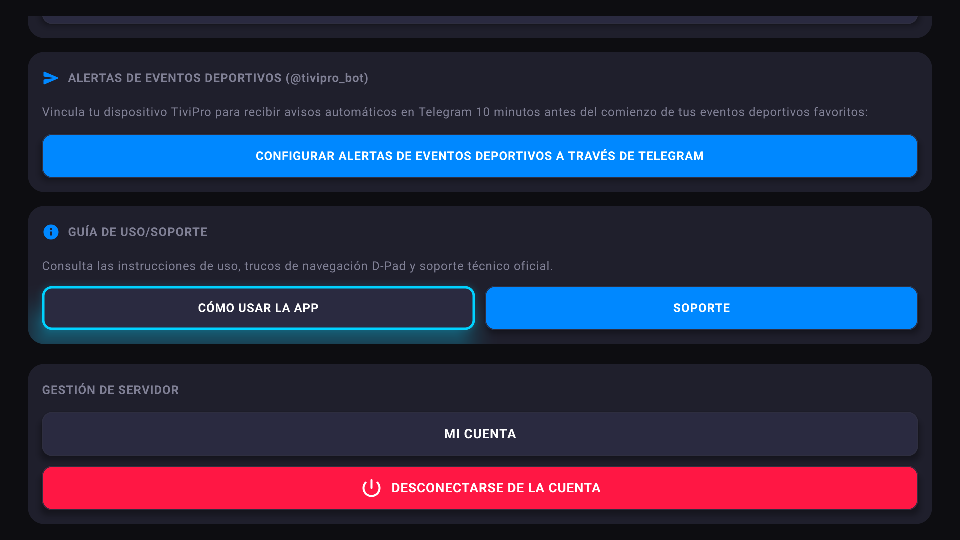 ALERTAS DE EVENTOS DEPORTIVOS (@tivipro_bot)
Vincula tu dispositivo TiviPro para recibir avisos automáticos en Telegram 10 minutos antes del comienzo de tus eventos deportivos favoritos:
CONFIGURAR ALERTAS DE EVENTOS DEPORTIVOS A TRAVÉS DE TELEGRAM
GUÍA DE USO/SOPORTE
Consulta las instrucciones de uso, trucos de navegación D-Pad y soporte técnico oficial.
CÓMO USAR LA APP
SOPORTE
GESTIÓN DE SERVIDOR
MI CUENTA
DESCONECTARSE DE LA CUENTA